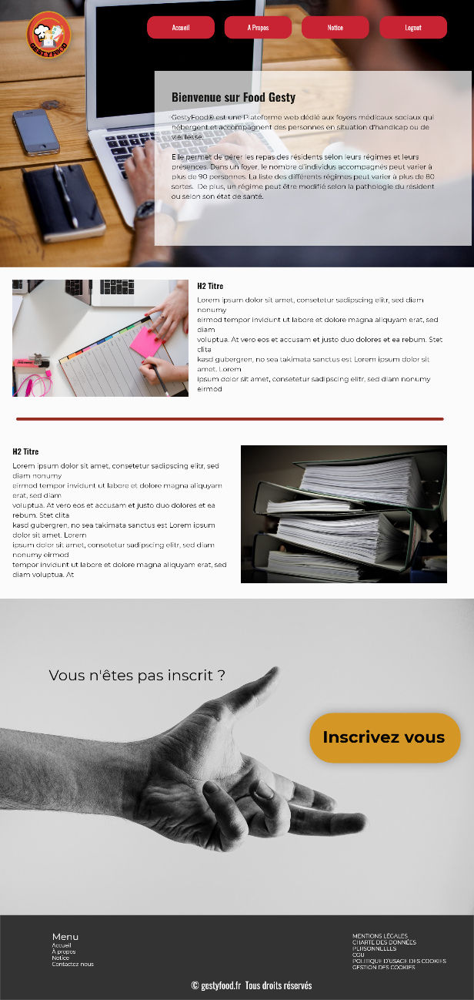 GESTYFOOD
Accueil
A Propos
Notice
Logout
Bienvenue sur Food Gesty
GestyFood® est une Plateforme web dédié aux foyers médicaux-sociaux qui
hébergent et accompagnent des personnes en situation d'handicap ou de
vieillesse.
Elle permet de gérer les repas des résidents selon leurs régimes et leurs
présences. Dans un foyer, le nombre d'individus accompagnés peut varier à
plus de 90 personnes. La liste des différents régimes peut varier à plus de 80
sortes. De plus, un régime peut être modifié selon la pathologie du résident
ou selon son état de santé.
H2 Titre
Lorem ipsum dolor sit amet, consetetur sadipscing elitr, sed diam
nonumy
eirmod tempor invidunt ut labore et dolore magna aliquyam erat, sed
diam
voluptua. At vero eos et accusam et justo duo dolores et ea rebum. Stet
clita
kasd gubergren, no sea takimata sanctus est Lorem ipsum dolor sit
amet. Lorem
ipsum dolor sit amet, consetetur sadipscing elitr, sed diam nonumy
eirmod
H2 Titre
Lorem ipsum dolor sit amet, consetetur sadipscing elitr, sed
diam nonumy
eirmod tempor invidunt ut labore et dolore magna aliquyam
erat, sed diam
voluptua. At vero eos et accusam et justo duo dolores et ea
rebum. Stet clita
kasd gubergren, no sea takimata sanctus est Lorem ipsum
dolor sit amet. Lorem
ipsum dolor sit amet, consetetur sadipscing elitr, sed diam
nonumy eirmod
tempor invidunt ut labore et dolore magna aliquyam erat, sed
diam voluptua. At
Vous n'êtes pas inscrit ?
Inscrivez vous
Menu
Accueil
A propos
Notice
Contactez nous
MENTIONS LÉGALES
CHARTE DES DONNÉES
PERSONNELLES
CGU
POLITIQUE D'USAGE DES COOKIES
GESTION DES COOKIES
© gestyfood.fr Tous droits réservés